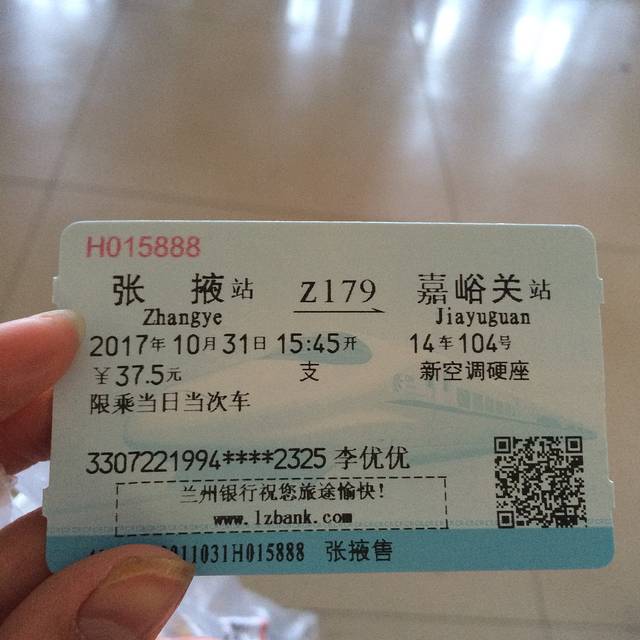 H015888
张 掖站 Z179 嘉峪关站
Zhangye Jiayuguan
2017年10月31日15:45开 14车104号
￥37.5元 支 新空调硬座
限乘当日当次车
3307221994****2325 李优优
兰州银行祝您旅途愉快!
www.lzbank.com
11031H015888 张掖售